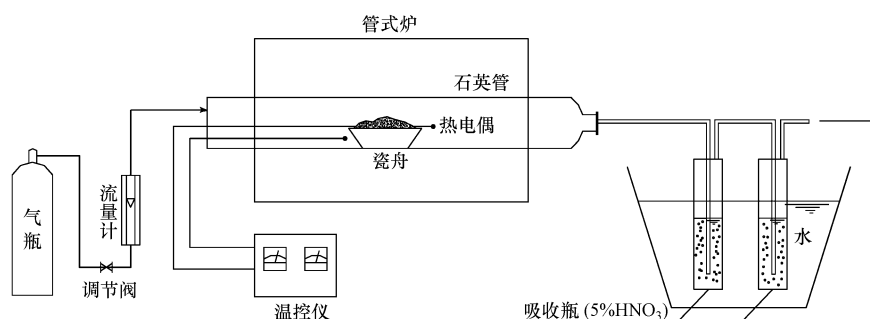 管式炉
石英管
热电偶
瓷舟
气瓶
流量计
调节阀
温控仪
水
吸收瓶 (5%HNO₃)